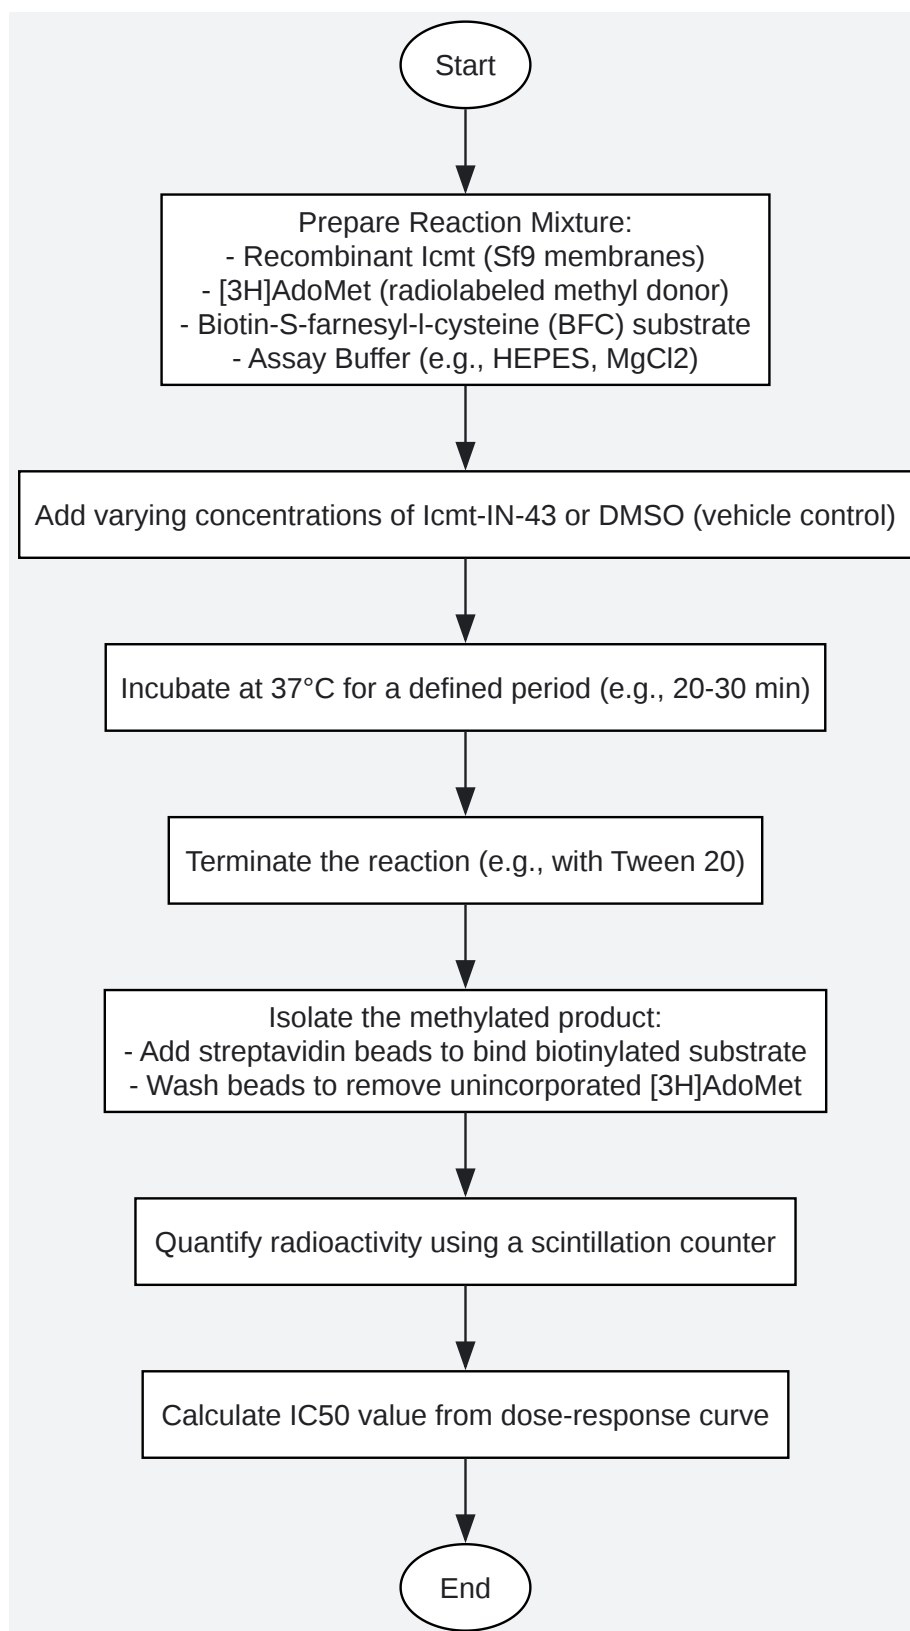 Start
Prepare Reaction Mixture:
- Recombinant Icmt (Sf9 membranes)
- [3H]AdoMet (radiolabeled methyl donor)
- Biotin-S-farnesyl-l-cysteine (BFC) substrate
- Assay Buffer (e.g., HEPES, MgCl2)
Add varying concentrations of Icmt-IN-43 or DMSO (vehicle control)
Incubate at 37°C for a defined period (e.g., 20-30 min)
Terminate the reaction (e.g., with Tween 20)
Isolate the methylated product:
- Add streptavidin beads to bind biotinylated substrate
- Wash beads to remove unincorporated [3H]AdoMet
Quantify radioactivity using a scintillation counter
Calculate IC50 value from dose-response curve
End